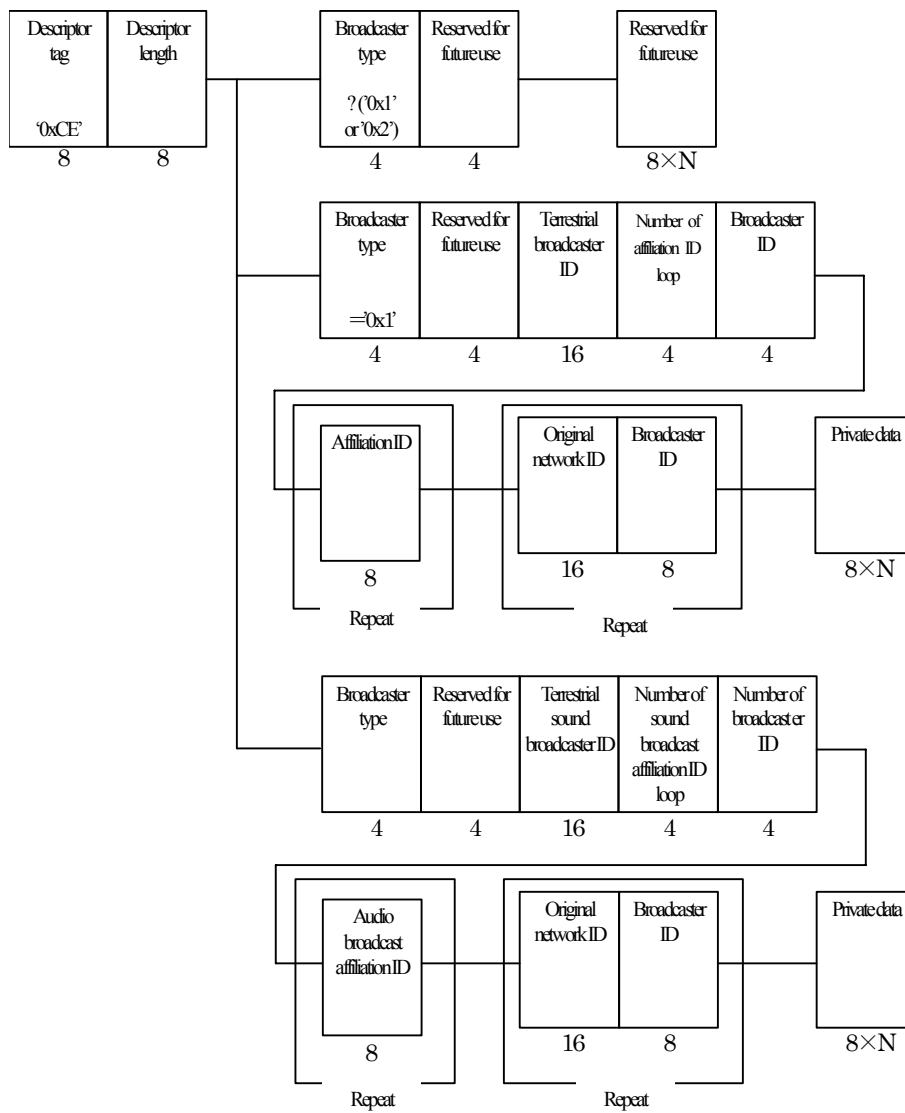 Descriptor
tag
'0xCE'
8
Descriptor
length
8
Broadcaster
type
?('0x1'
or '0x2')
4
Reserved for
future use
4
Reserved for
future use
8×N
Broadcaster
type
='0x1'
4
Reserved for
future use
4
Terrestrial
broadcaster
ID
16
Number of
affiliation ID
loop
4
Broadcaster
ID
4
Affiliation ID
8
Repeat
Original
network ID
16
Broadcaster
ID
8
Repeat
Private data
8×N
Broadcaster
type
4
Reserved for
future use
4
Terrestrial
sound
broadcaster ID
16
Number of
sound
broadcast
affiliation ID
loop
4
Number of
broadcaster
ID
4
Audio
broadcast
affiliation ID
8
Repeat
Original
network ID
16
Broadcaster
ID
8
Repeat
Private data
8×N